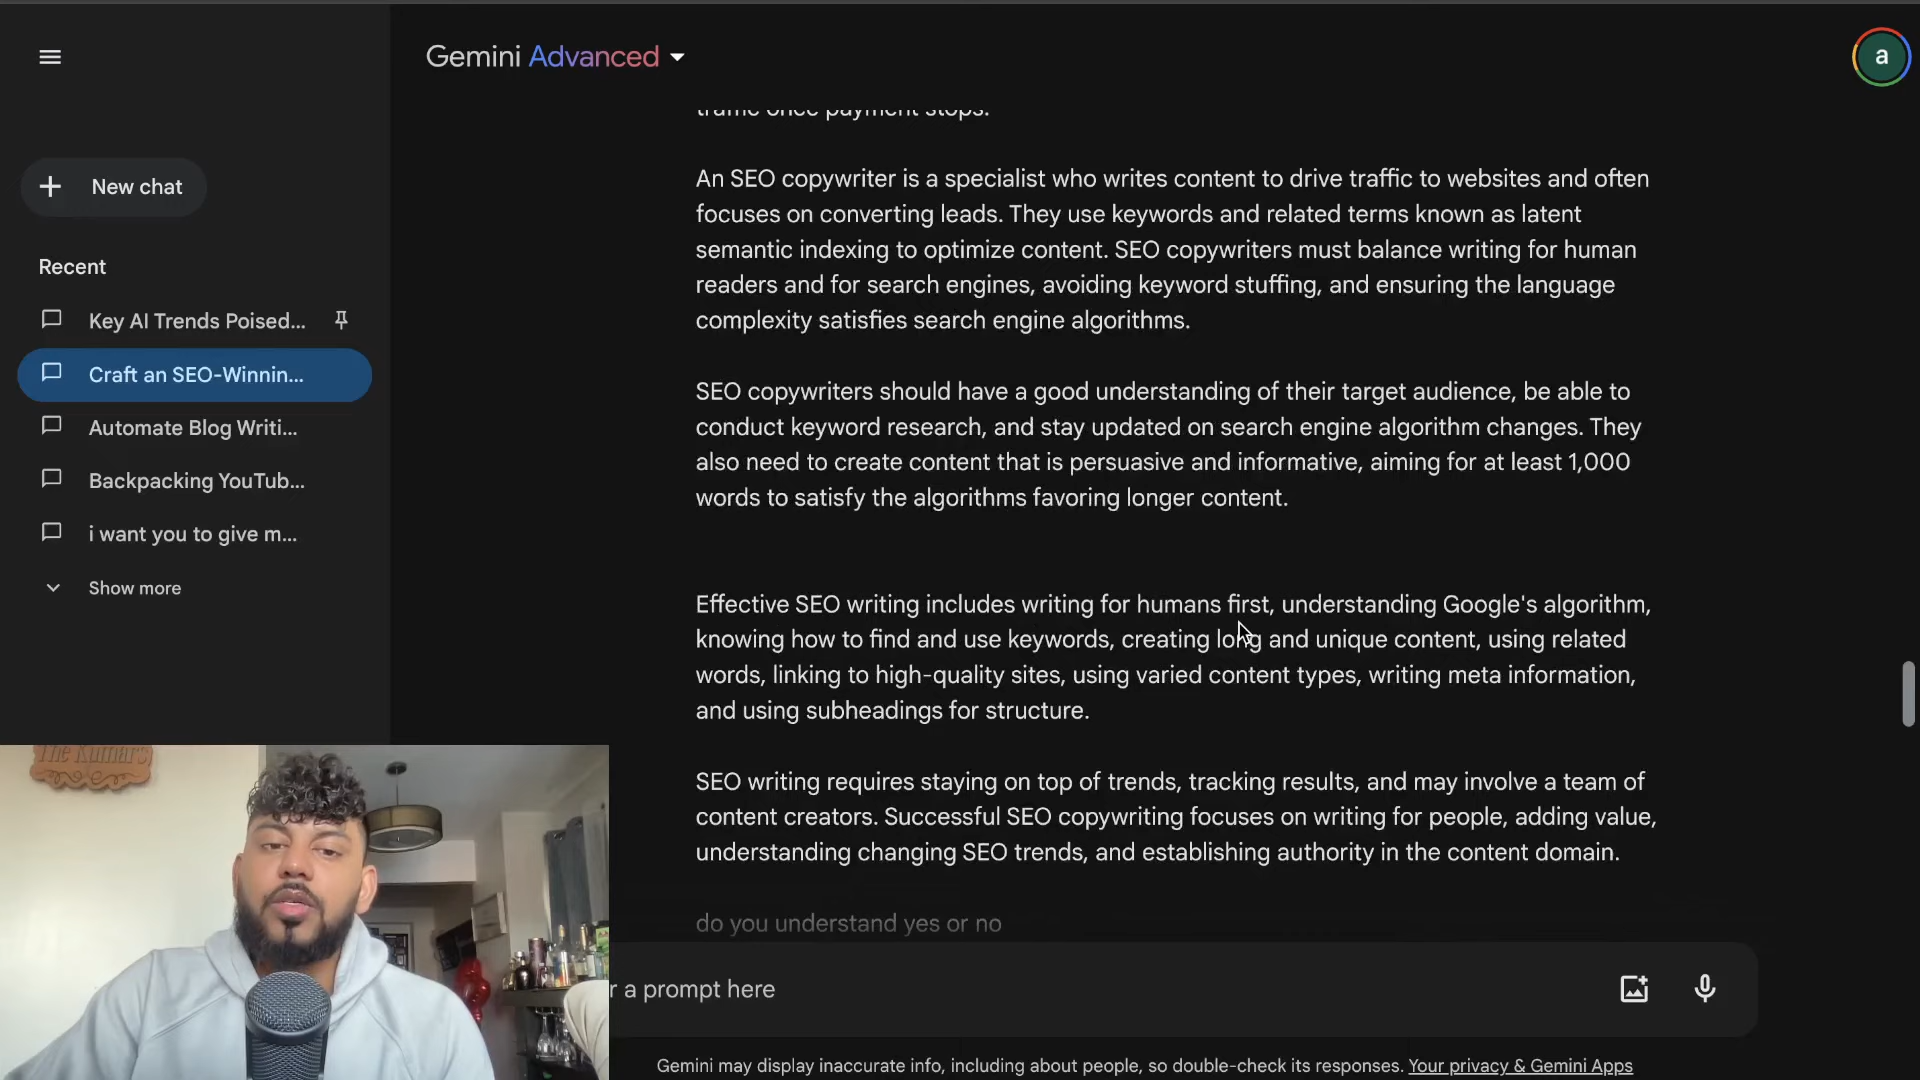 Gemini Advanced
a
New chat
Recent
Key AI Trends Poised...
Craft an SEO-Winnin...
Automate Blog Writi...
Backpacking YouTub...
i want you to give m...
Show more
traffic once payment stops.
An SEO copywriter is a specialist who writes content to drive traffic to websites and often
focuses on converting leads. They use keywords and related terms known as latent
semantic indexing to optimize content. SEO copywriters must balance writing for human
readers and for search engines, avoiding keyword stuffing, and ensuring the language
complexity satisfies search engine algorithms.
SEO copywriters should have a good understanding of their target audience, be able to
conduct keyword research, and stay updated on search engine algorithm changes. They
also need to create content that is persuasive and informative, aiming for at least 1,000
words to satisfy the algorithms favoring longer content.
Effective SEO writing includes writing for humans first, understanding Google's algorithm,
knowing how to find and use keywords, creating long and unique content, using related
words, linking to high-quality sites, using varied content types, writing meta information,
and using subheadings for structure.
SEO writing requires staying on top of trends, tracking results, and may involve a team of
content creators. Successful SEO copywriting focuses on writing for people, adding value,
understanding changing SEO trends, and establishing authority in the content domain.
do you understand yes or no
r a prompt here
Gemini may display inaccurate info, including about people, so double-check its responses. Your privacy & Gemini Apps
The Kumar's